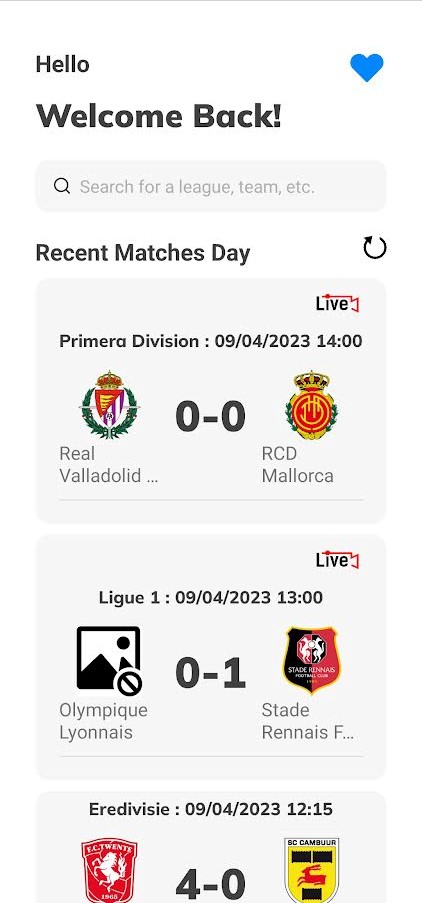 Hello
Welcome Back!
Search for a league, team, etc.
Recent Matches Day
Live
Primera Division : 09/04/2023 14:00
0-0
Real
Valladolid ...
RCD
Mallorca
Live
Ligue 1 : 09/04/2023 13:00
STADE RENNAIS
FOOTBALL CLUB
0-1
Olympique
Lyonnais
Stade
Rennais F...
Eredivisie : 09/04/2023 12:15
F.C. TWENTE
1965
4-0
SC CAMBUUR